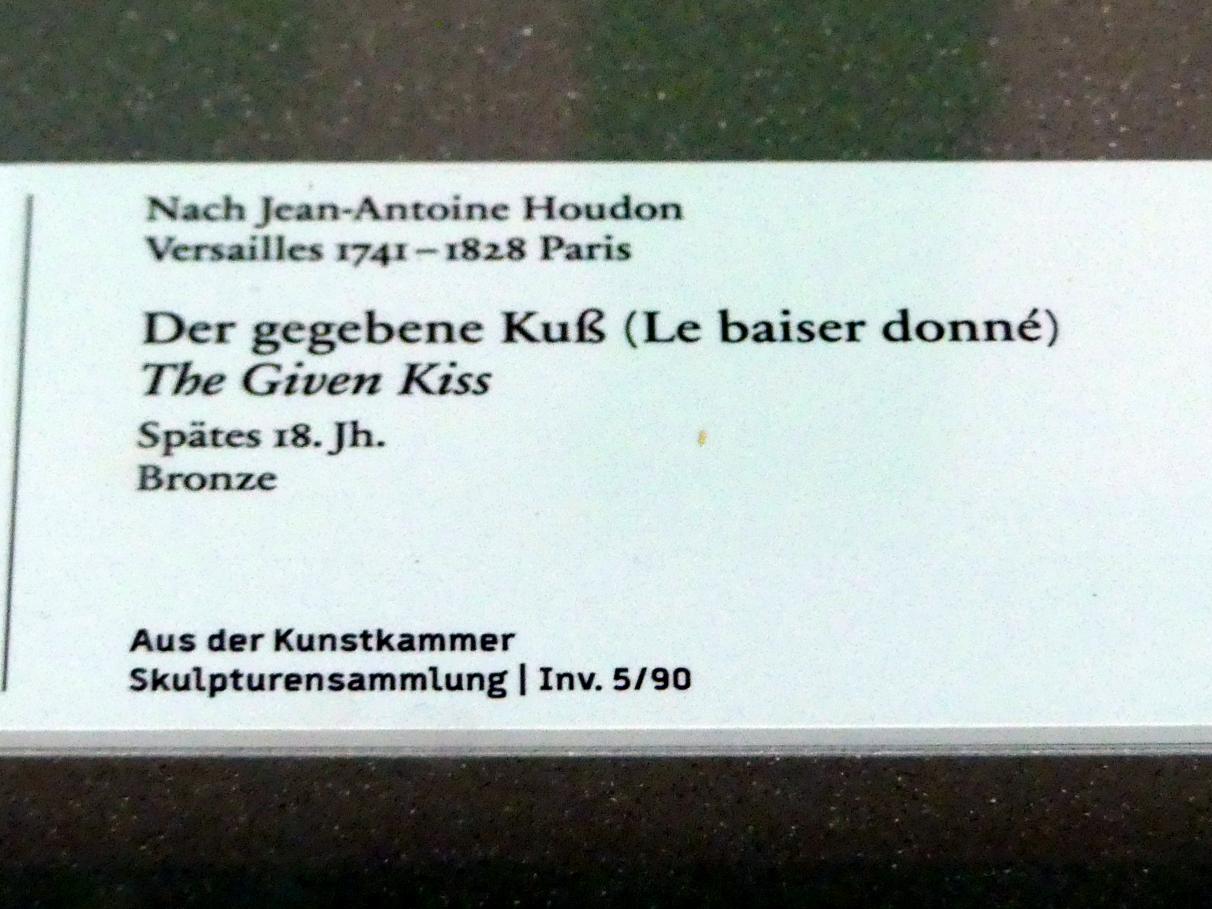 Nach Jean-Antoine Houdon
Versailles 1741–1828 Paris
Der gegebene Kuß (Le baiser donné)
The Given Kiss
Spätes 18. Jh.
Bronze
Aus der Kunstkammer
Skulpturensammlung | Inv. 5/90